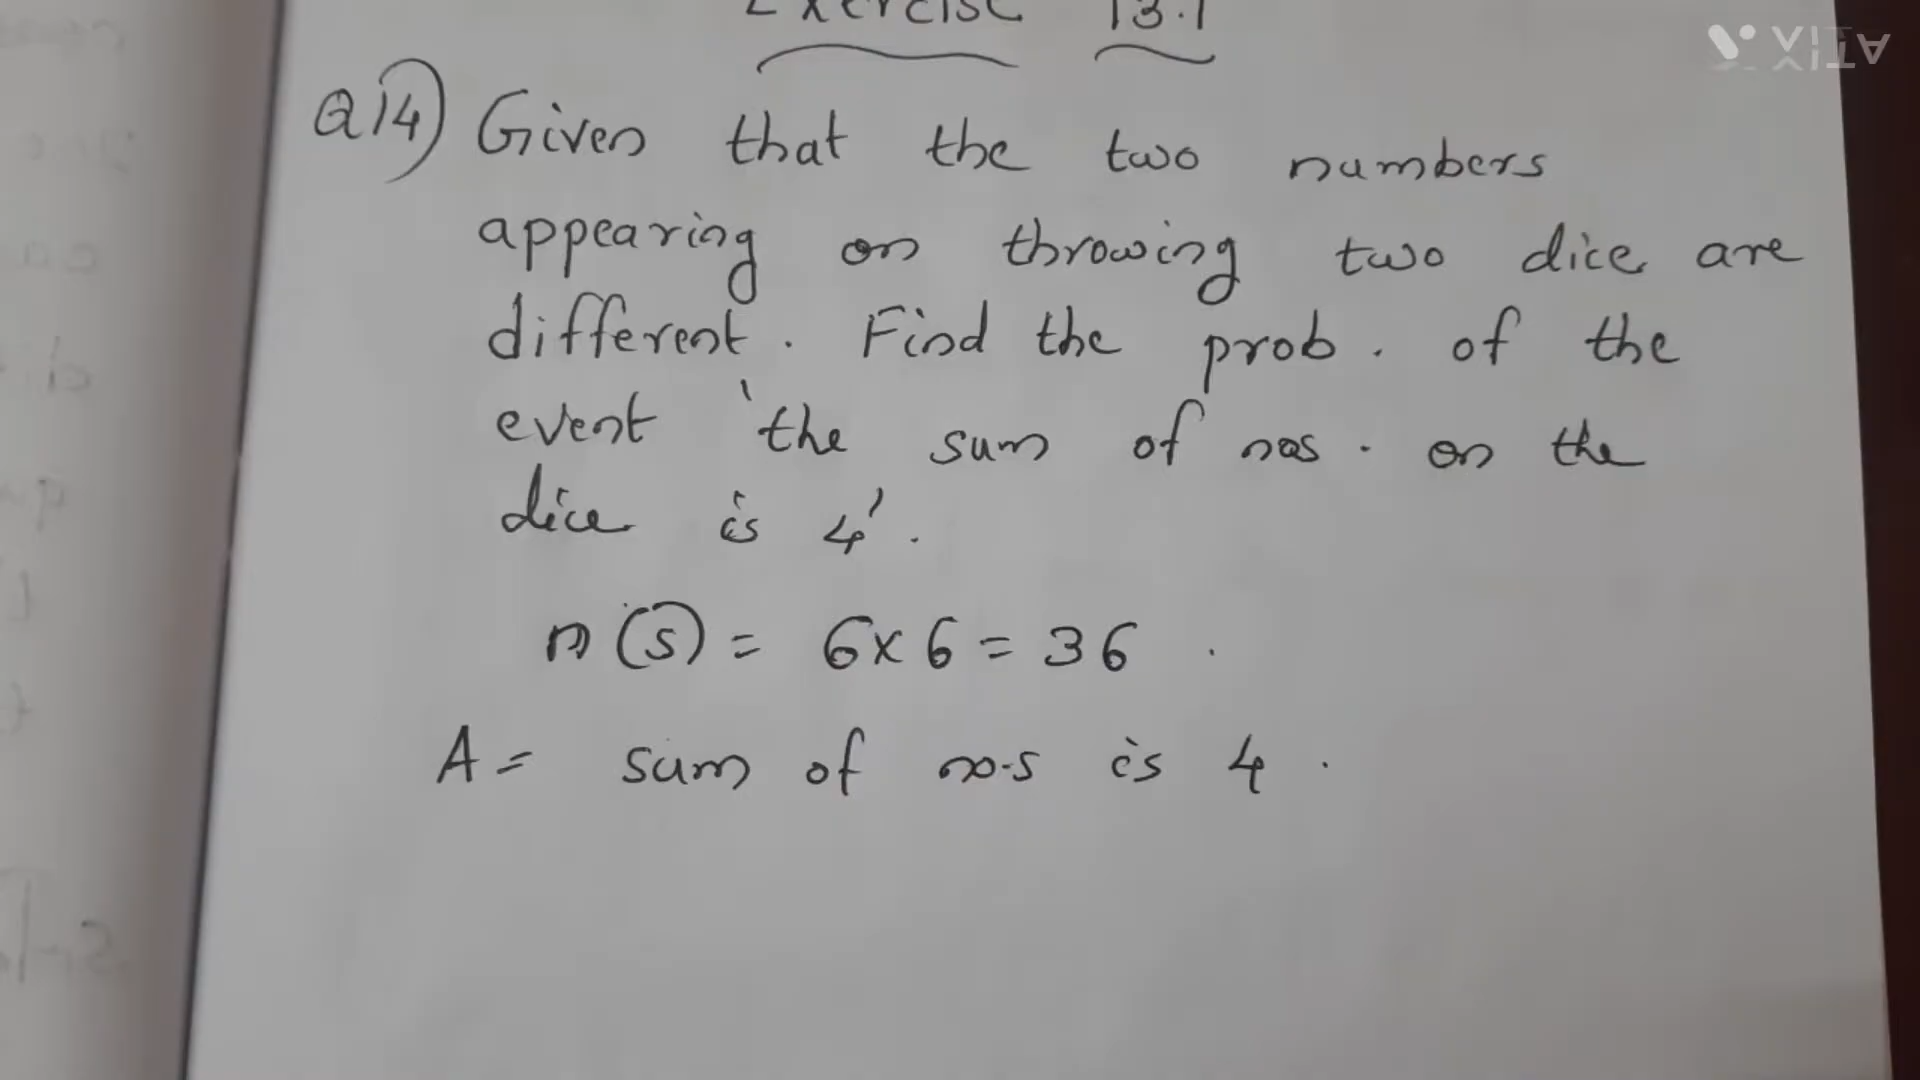 Exercise 13.1
VITA
Q14) Given that the two numbers
appearing on throwing two dice are
different. Find the prob. of the
event 'the sum of nos. on the
dice is 4'.
n(s) = 6x6 = 36.
A = sum of no.s is 4.